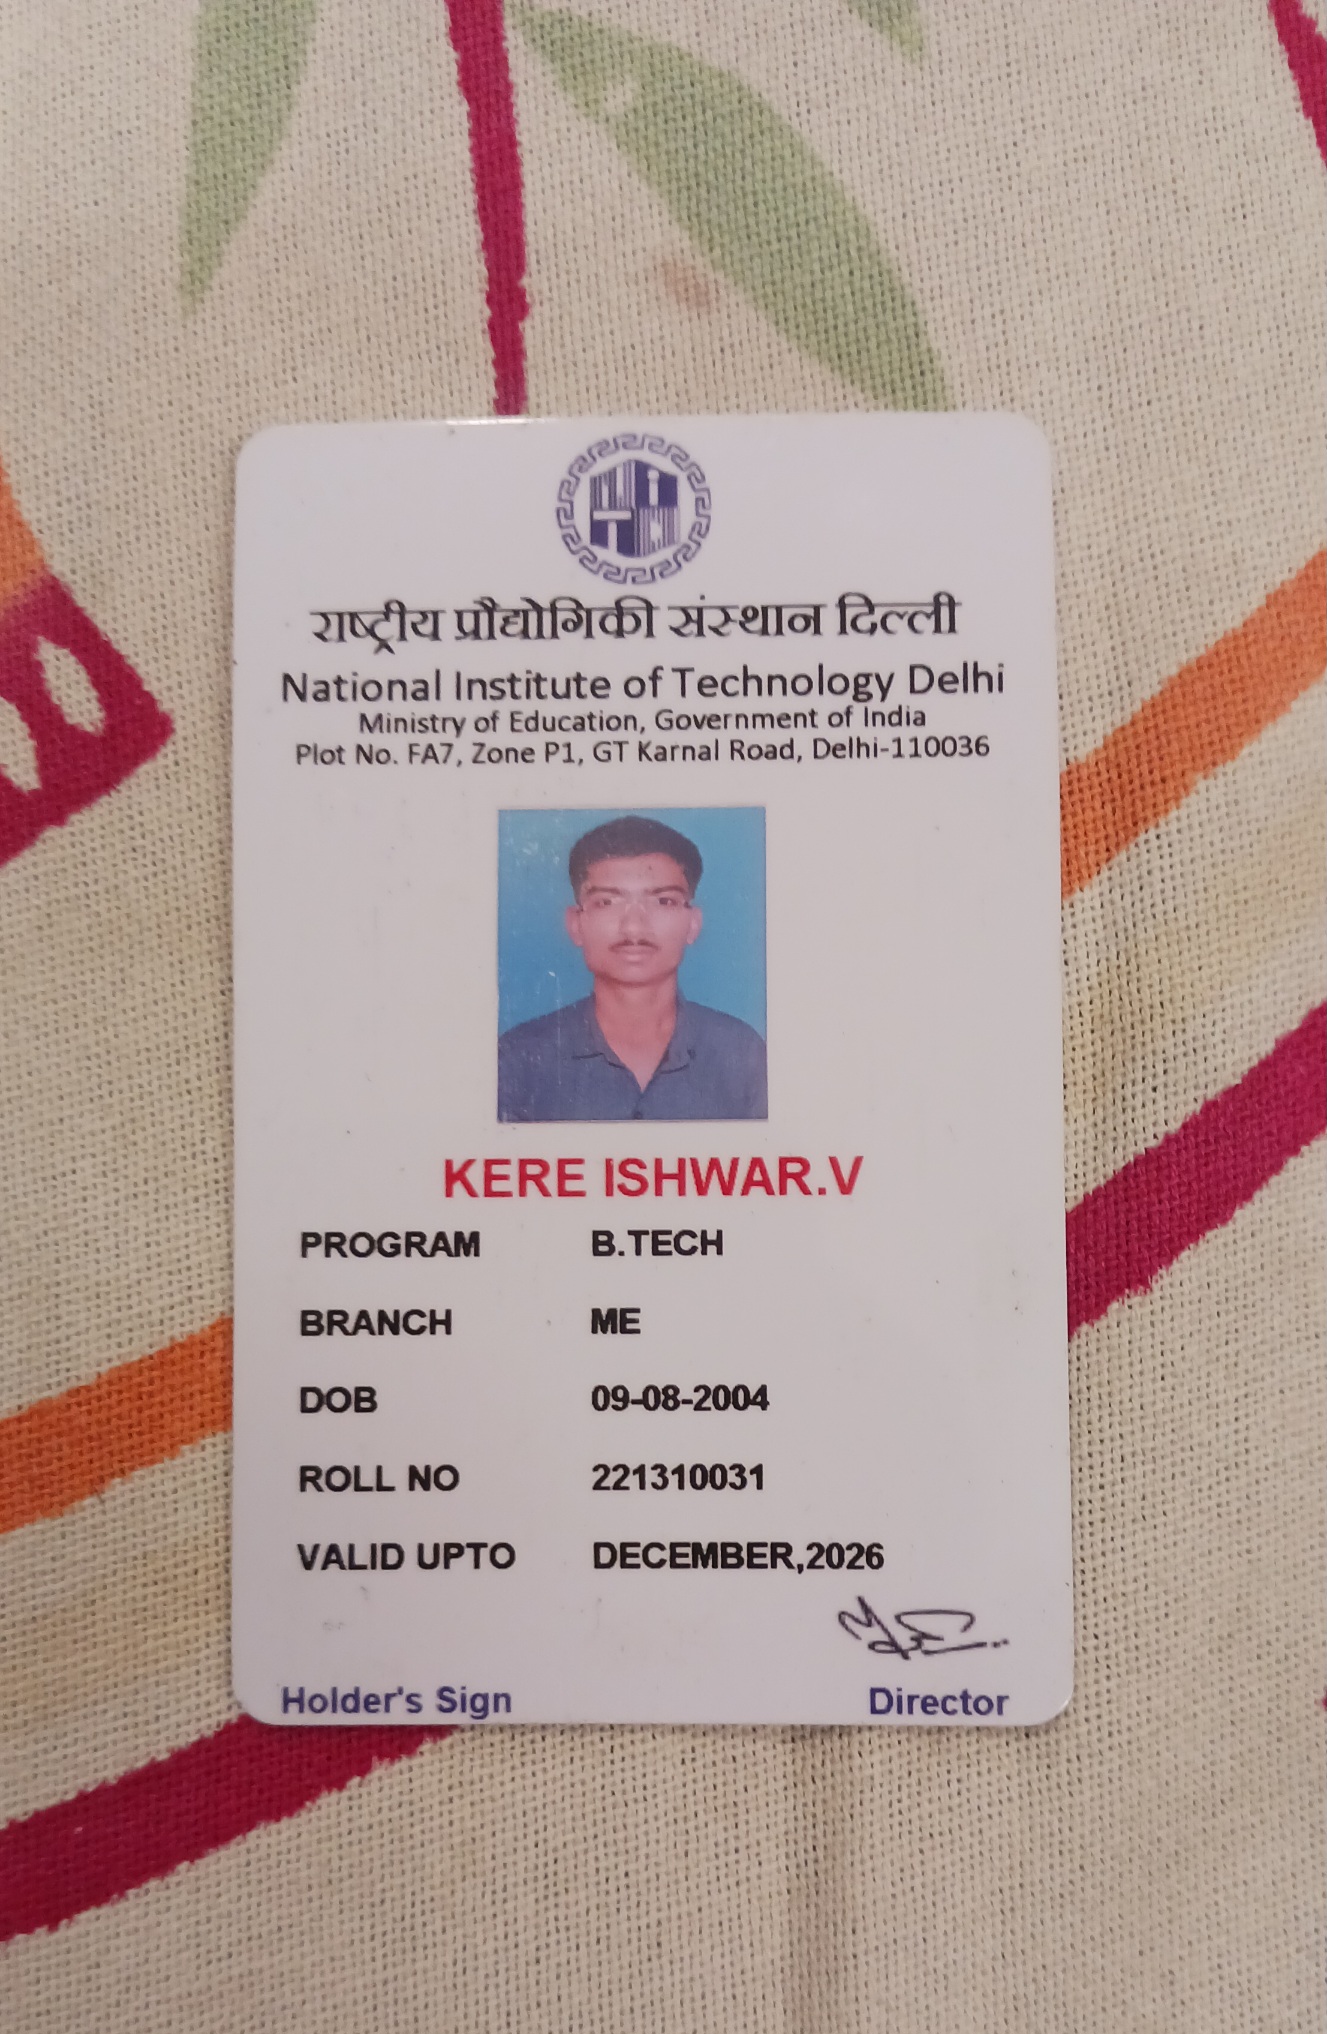 राष्ट्रीय प्रौद्योगिकी संस्थान दिल्ली
National Institute of Technology Delhi
Ministry of Education, Government of India
Plot No. FA7, Zone P1, GT Karnal Road, Delhi-110036
KERE ISHWAR.V
PROGRAM B.TECH
BRANCH ME
DOB 09-08-2004
ROLL NO 221310031
VALID UPTO DECEMBER,2026
Holder's Sign Director